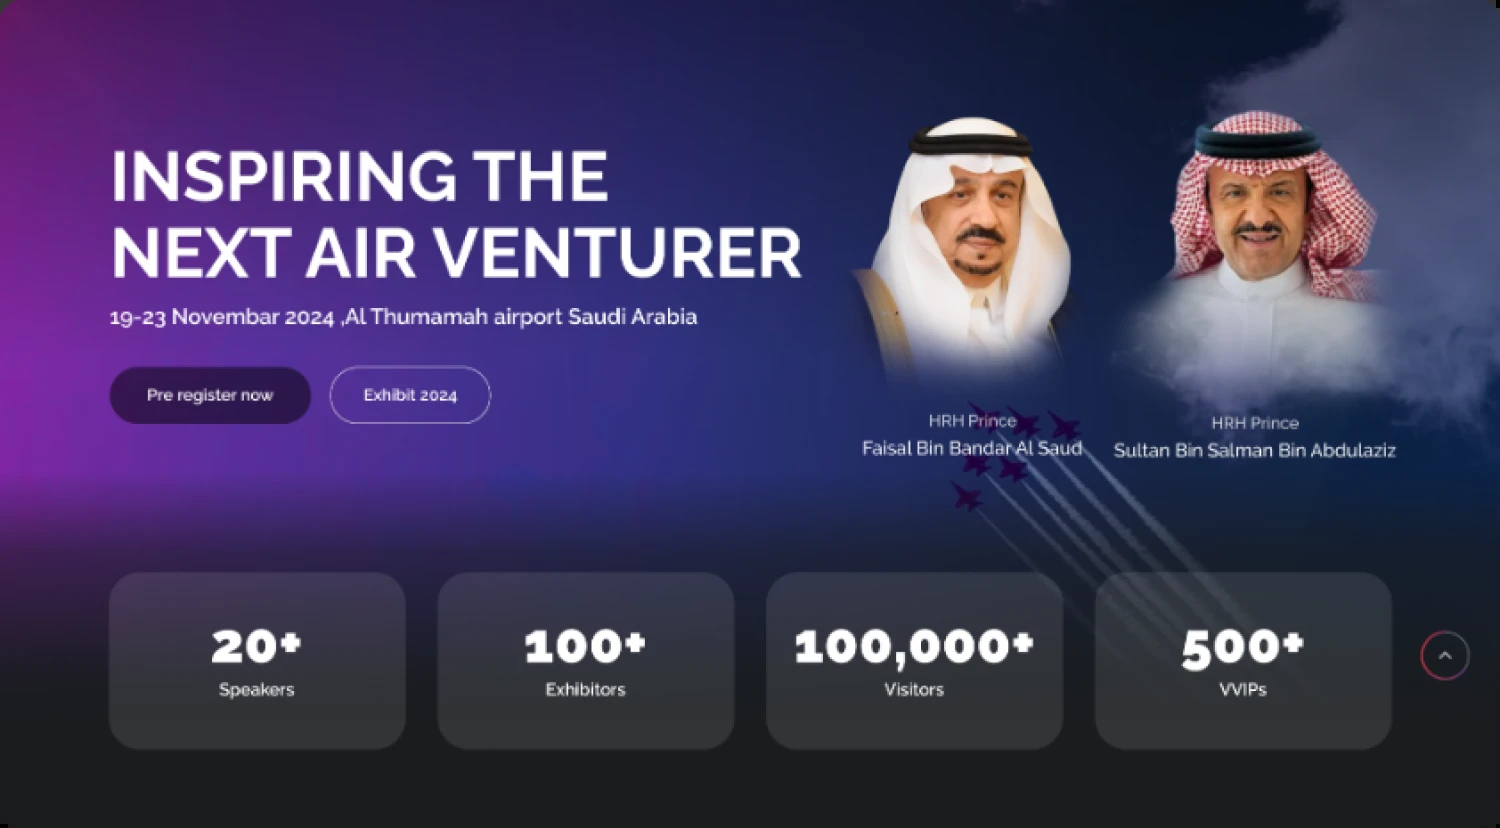 INSPIRING THE
NEXT AIR VENTURER
19-23 Novembar 2024 ,Al Thumamah airport Saudi Arabia
Pre register now
Exhibit 2024
HRH Prince
Faisal Bin Bandar Al Saud
HRH Prince
Sultan Bin Salman Bin Abdulaziz
20+
Speakers
100+
Exhibitors
100,000+
Visitors
500+
VVIPs